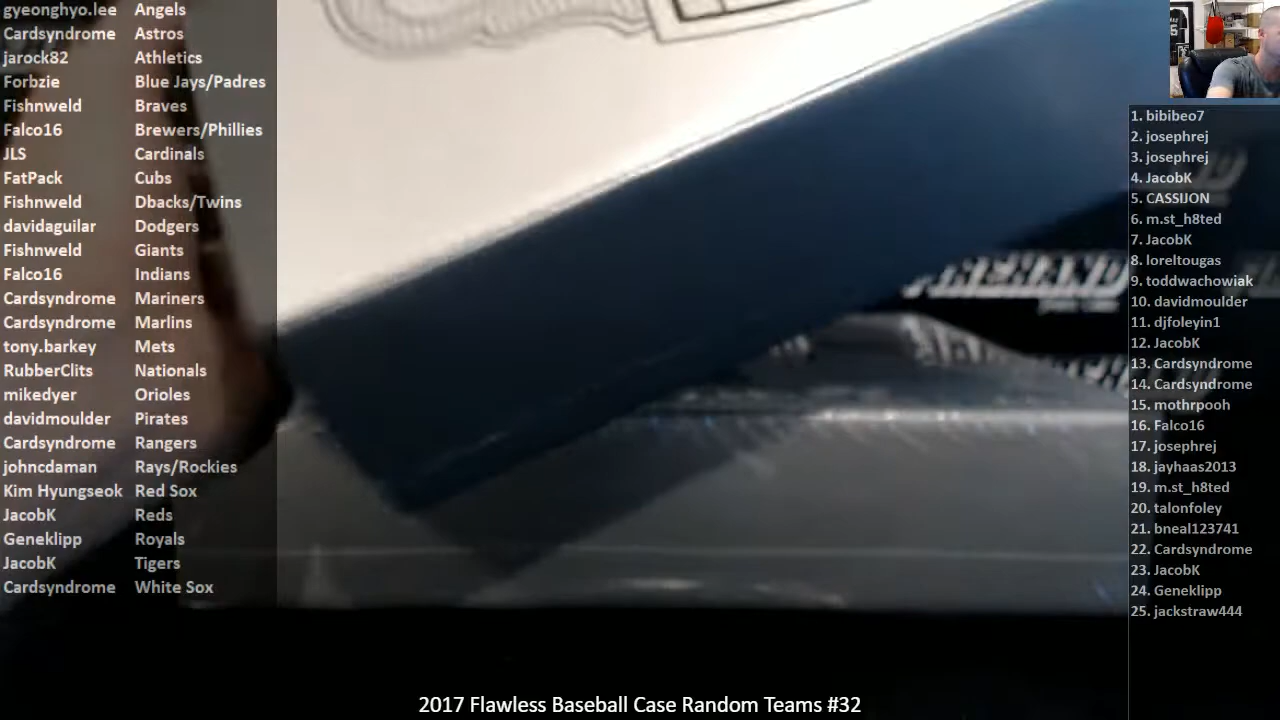 gyeonghyo.lee Angels
Cardsyndrome Astros
jarock82 Athletics
Forbzie Blue Jays/Padres
Fishnweld Braves
Falco16 Brewers/Phillies
JLS Cardinals
FatPack Cubs
Fishnweld Dbacks/Twins
davidaguilar Dodgers
Fishnweld Giants
Falco16 Indians
Cardsyndrome Mariners
Cardsyndrome Marlins
tony.barkey Mets
RubberClits Nationals
mikedyer Orioles
davidmoulder Pirates
Cardsyndrome Rangers
johncdaman Rays/Rockies
Kim Hyungseok Red Sox
JacobK Reds
Geneklipp Royals
JacobK Tigers
Cardsyndrome White Sox
1. bibibeo7
2. josephrej
3. josephrej
4. JacobK
5. CASSIJON
6. m.st_h8ted
7. JacobK
8. loreltougas
9. toddwachowiak
10. davidmoulder
11. djfoleyin1
12. JacobK
13. Cardsyndrome
14. Cardsyndrome
15. mothrpooh
16. Falco16
17. josephrej
18. jayhaas2013
19. m.st_h8ted
20. talonfoley
21. bneal123741
22. Cardsyndrome
23. JacobK
24. Geneklipp
25. jackstraw444
2017 Flawless Baseball Case Random Teams #32